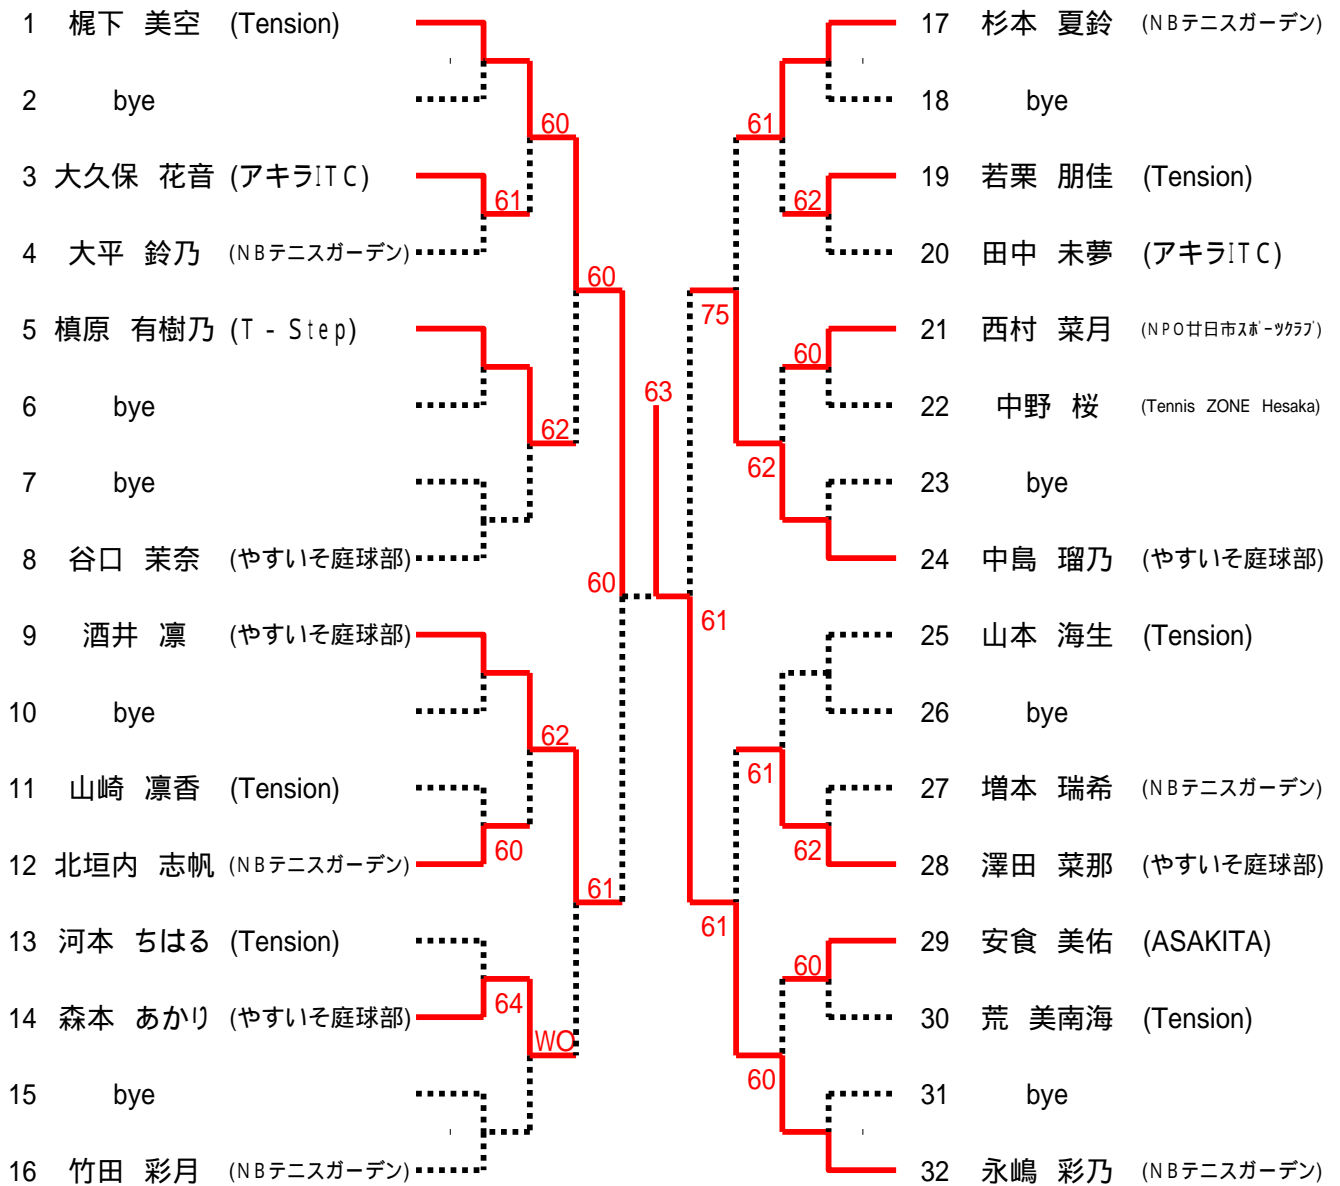 1 梶下 美空 (Tension)
2 bye
60
3 大久保 花音 (アキラITC)
61
4 大平 鈴乃 (NBテニスガーデン)
60
5 槙原 有樹乃 (T-Step)
6 bye
62
7 bye
8 谷口 茉奈 (やすいそ庭球部)
60
9 酒井 凛 (やすいそ庭球部)
10 bye
62
11 山崎 凛香 (Tension)
60
12 北垣内 志帆 (NBテニスガーデン)
61
13 河本 ちはる (Tension)
64
14 森本 あかり (やすいそ庭球部)
WO
15 bye
16 竹田 彩月 (NBテニスガーデン)
63
17 杉本 夏鈴 (NBテニスガーデン)
18 bye
61
19 若栗 朋佳 (Tension)
62
20 田中 未夢 (アキラITC)
75
21 西村 菜月 (NPO廿日市スポーツクラブ)
60
22 中野 桜 (Tennis ZONE Hesaka)
62
23 bye
24 中島 瑠乃 (やすいそ庭球部)
61
25 山本 海生 (Tension)
26 bye
61
27 増本 瑞希 (NBテニスガーデン)
62
28 澤田 菜那 (やすいそ庭球部)
61
29 安食 美佑 (ASAKITA)
60
30 荒 美南海 (Tension)
60
31 bye
32 永嶋 彩乃 (NBテニスガーデン)